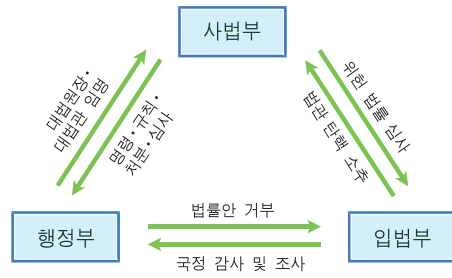 사법부
대법원장·
대법관 임명
명령·규칙·
처분·심사
위헌 법률 심사
법관 탄핵 소추
행정부
법률안 거부
국정 감사 및 조사
입법부